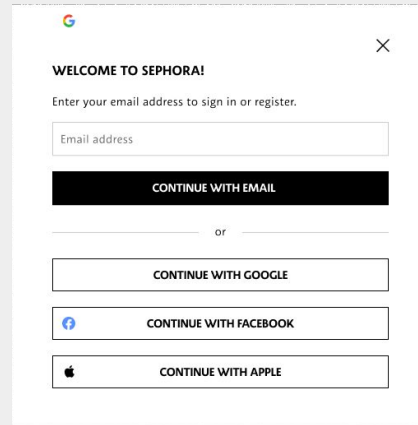 WELCOME TO SEPHORA!
Enter your email address to sign in or register.
Email address
CONTINUE WITH EMAIL
or
CONTINUE WITH GOOGLE
CONTINUE WITH FACEBOOK
CONTINUE WITH APPLE